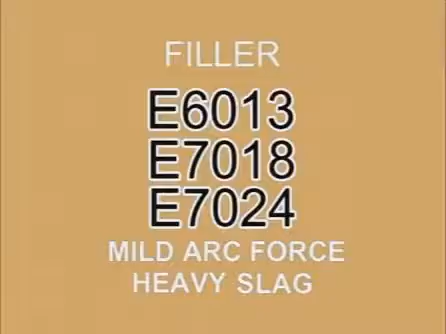 FILLER
E6013
E7018
E7024
MILD ARC FORCE
HEAVY SLAG